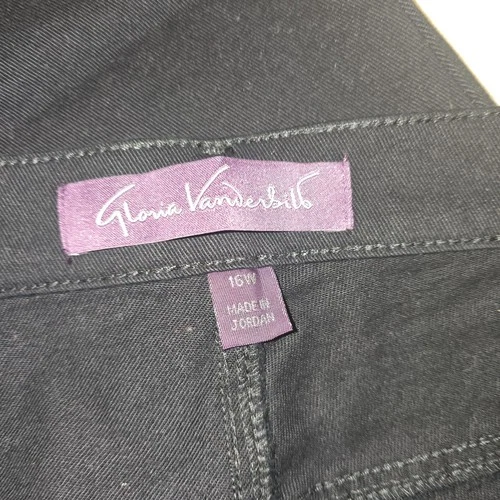 Gloria Vanderbilt
16W
MADE IN
JORDAN